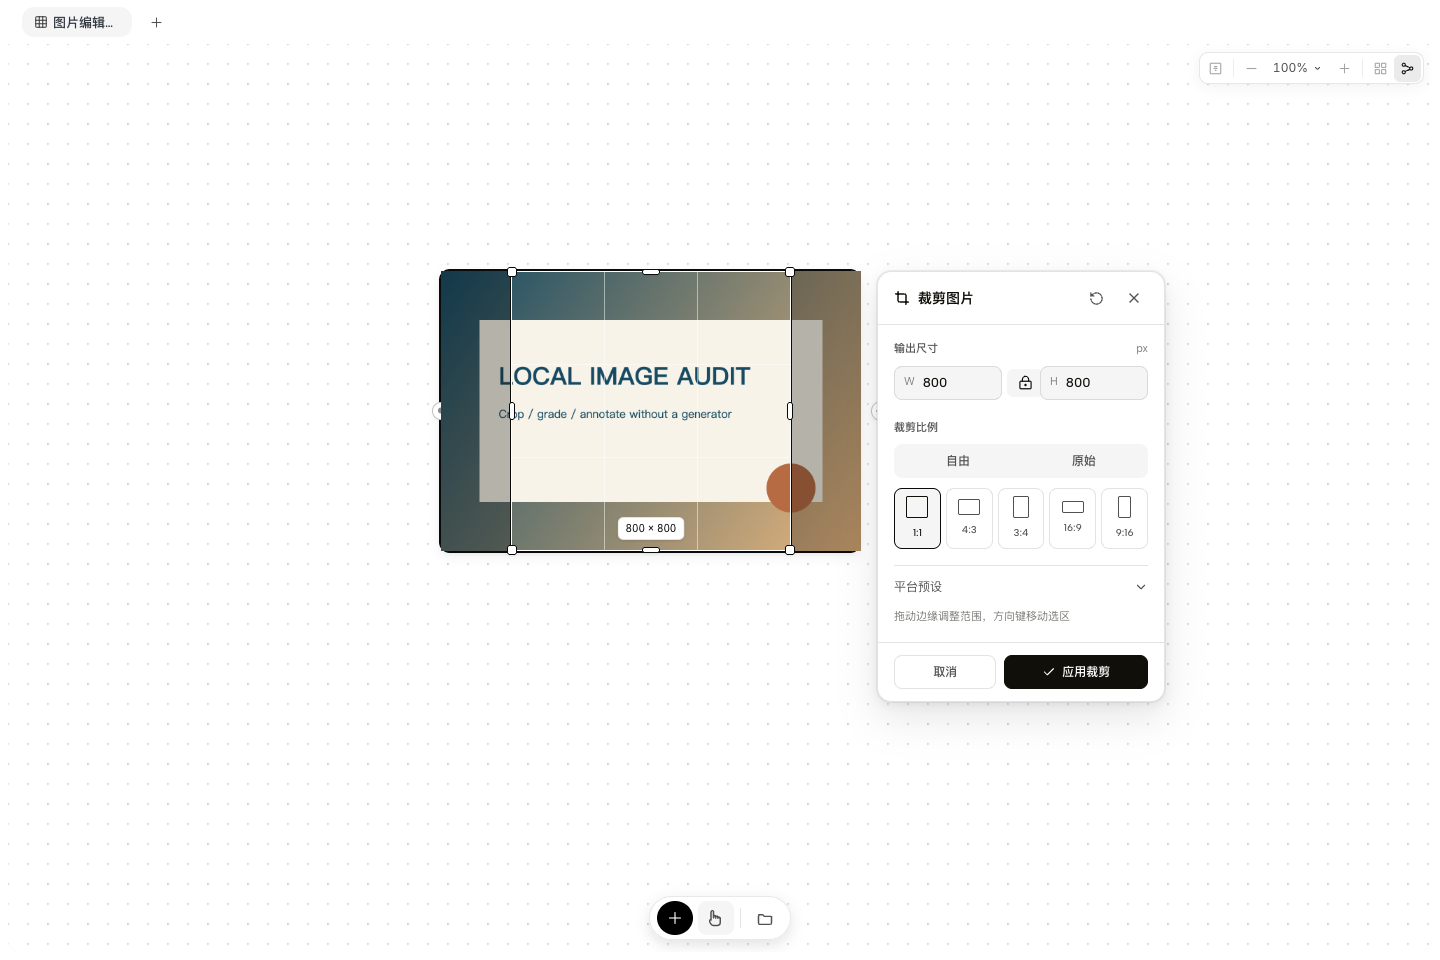 图片编辑...
100%
LOCAL IMAGE AUDIT
Crop / grade / annotate without a generator
800 × 800
裁剪图片
输出尺寸
px
W 800
H 800
裁剪比例
自由
原始
1:1
4:3
3:4
16:9
9:16
平台预设
拖动边缘调整范围，方向键移动选区
取消
应用裁剪